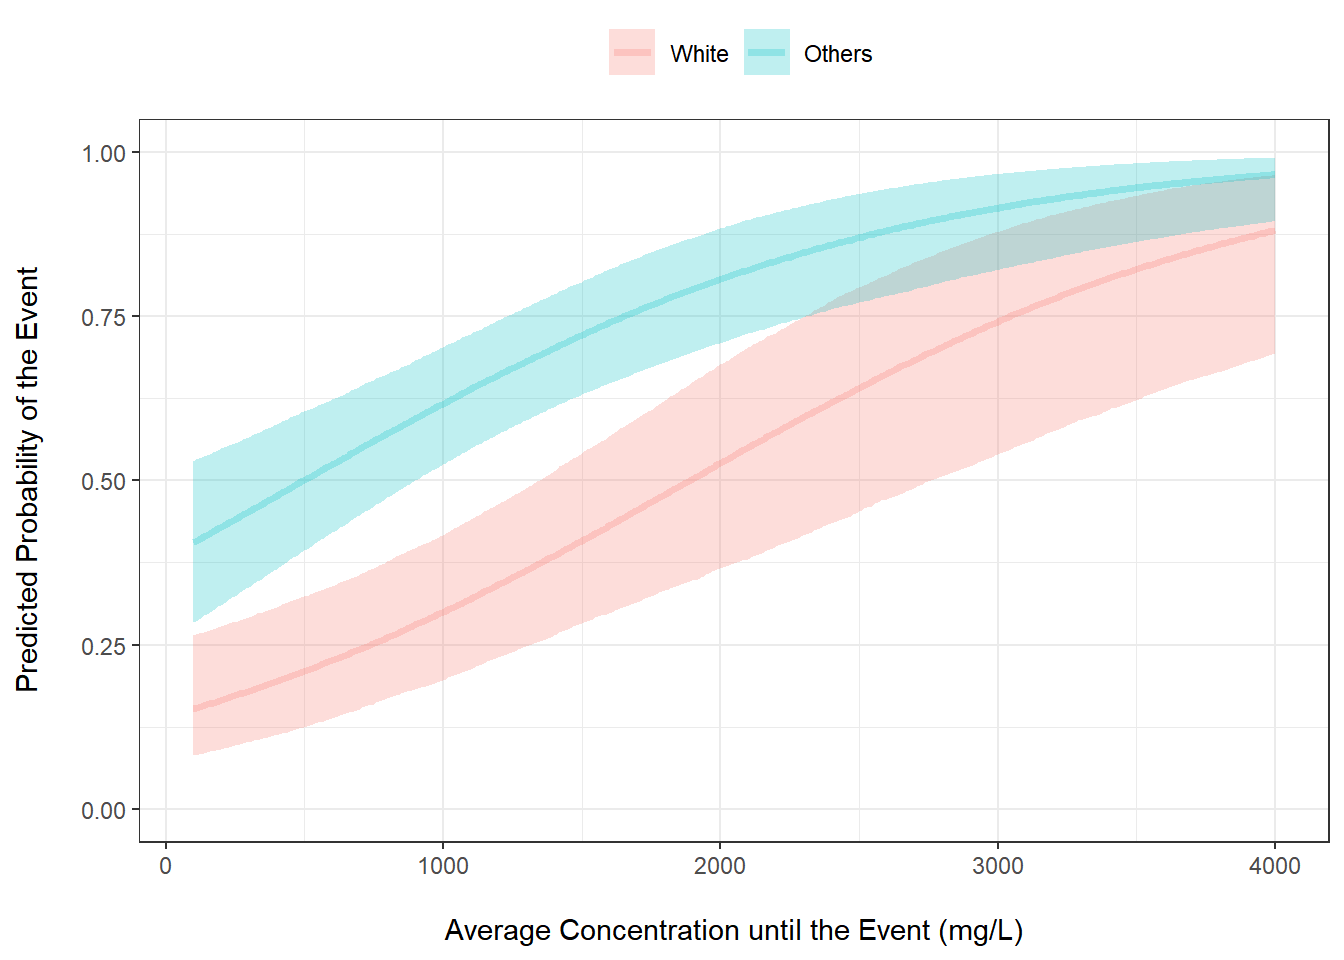 White Others
1.00
0.75
0.50
0.25
0.00
Predicted Probability of the Event
0 1000 2000 3000 4000
Average Concentration until the Event (mg/L)